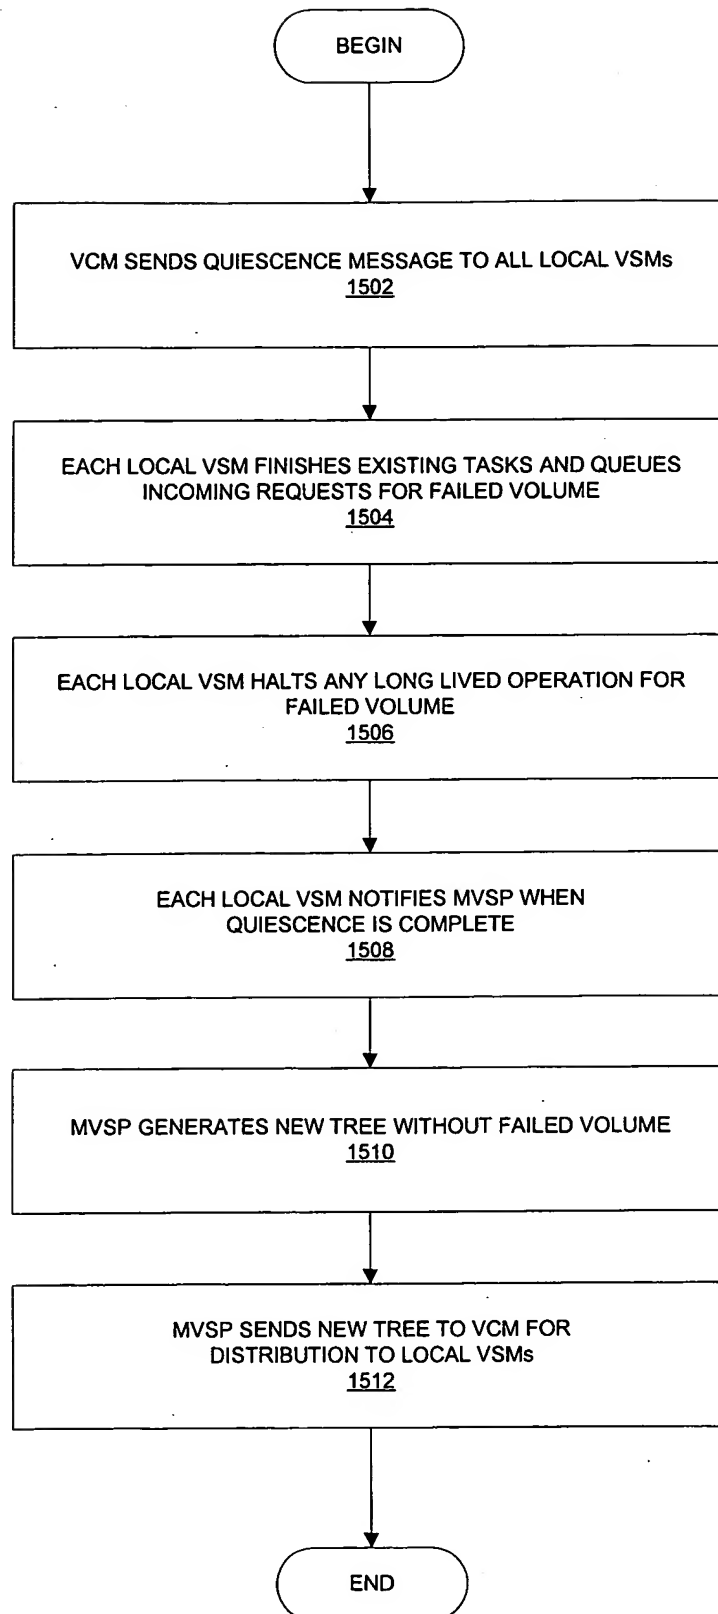 BEGIN
VCM SENDS QUIESCENCE MESSAGE TO ALL LOCAL VSMs
1502
EACH LOCAL VSM FINISHES EXISTING TASKS AND QUEUES
INCOMING REQUESTS FOR FAILED VOLUME
1504
EACH LOCAL VSM HALTS ANY LONG LIVED OPERATION FOR
FAILED VOLUME
1506
EACH LOCAL VSM NOTIFIES MVSP WHEN
QUIESCENCE IS COMPLETE
1508
MVSP GENERATES NEW TREE WITHOUT FAILED VOLUME
1510
MVSP SENDS NEW TREE TO VCM FOR
DISTRIBUTION TO LOCAL VSMs
1512
END